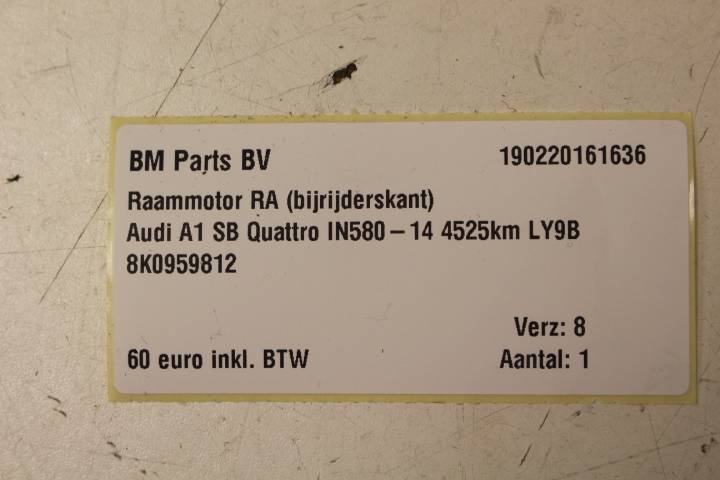 BM Parts BV 190220161636
Raammotor RA (bijrijderskant)
Audi A1 SB Quattro IN580 – 14 4525km LY9B
8K0959812
Verz: 8
60 euro inkl. BTW Aantal: 1